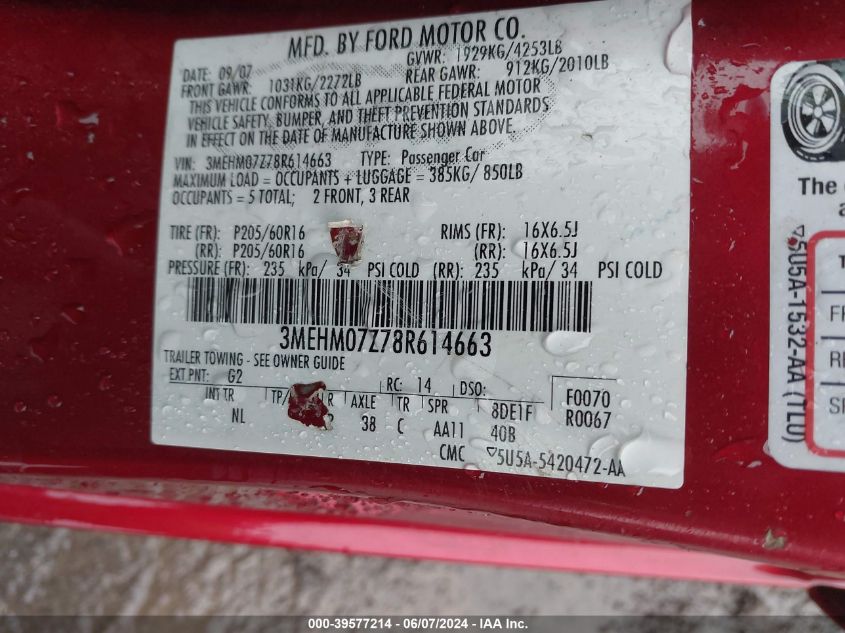 MFD. BY FORD MOTOR CO.
DATE: 09/07 GVWR: 1929KG/4253LB
FRONT GAWR: 1031KG/2272LB REAR GAWR: 912KG/2010LB
THIS VEHICLE CONFORMS TO ALL APPLICABLE FEDERAL MOTOR
VEHICLE SAFETY, BUMPER, AND THEFT PREVENTION STANDARDS
IN EFFECT ON THE DATE OF MANUFACTURE SHOWN ABOVE.
VIN: 3MEHM07Z78R614663 TYPE: Passenger Car
MAXIMUM LOAD = OCCUPANTS + LUGGAGE = 385KG/ 850LB
OCCUPANTS = 5 TOTAL; 2 FRONT, 3 REAR
TIRE (FR): P205/60R16 RIMS (FR): 16X6.5J
(RR): P205/60R16 (RR): 16X6.5J
PRESSURE (FR): 235 kPa/ 34 PSI COLD (RR): 235 kPa/ 34 PSI COLD
3MEHM07Z78R614663
TRAILER TOWING - SEE OWNER GUIDE
EXT PNT: G2 RC: 14 DSO: F0070
INT TR TP/ R AXLE TR SPR 8DE1F R0067
NL 38 C AA11 40B
CMC ▽5U5A-5420472-AA
The
▽5U5A-1532-AA (TL0)
000-39577214 - 06/07/2024 - IAA Inc.